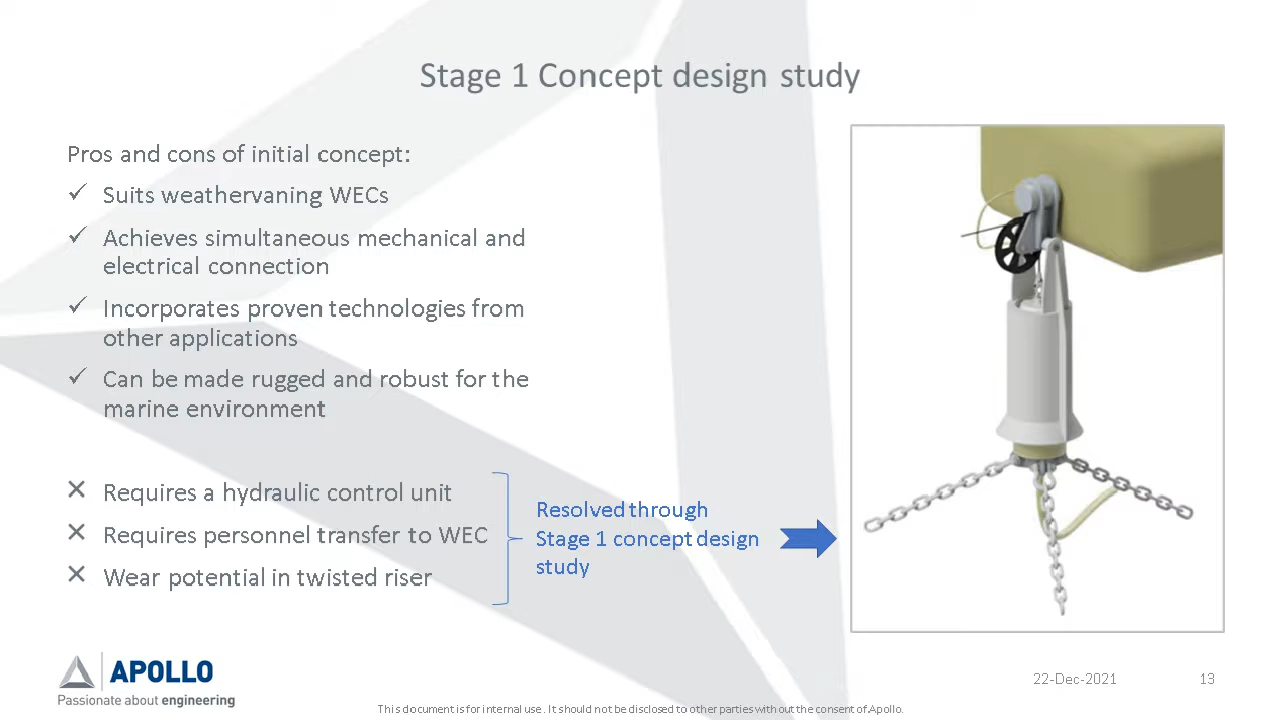 Stage 1 Concept design study
Pros and cons of initial concept:
✓ Suits weathervaning WECs
✓ Achieves simultaneous mechanical and
electrical connection
✓ Incorporates proven technologies from
other applications
✓ Can be made rugged and robust for the
marine environment
✕ Requires a hydraulic control unit
✕ Requires personnel transfer to WEC
✕ Wear potential in twisted riser
Resolved through
Stage 1 concept design
study
APOLLO
Passionate about engineering
22-Dec-2021
13
This document is for internal use. It should not be disclosed to other parties without the consent of Apollo.